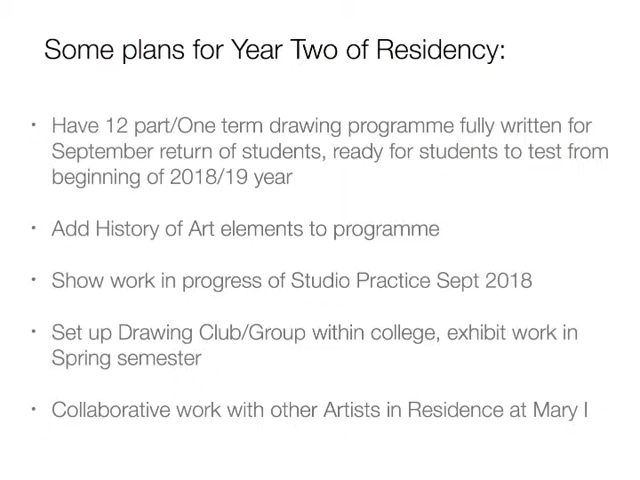 Some plans for Year Two of Residency:
• Have 12 part/One term drawing programme fully written for
September return of students, ready for students to test from
beginning of 2018/19 year
• Add History of Art elements to programme
• Show work in progress of Studio Practice Sept 2018
• Set up Drawing Club/Group within college, exhibit work in
Spring semester
• Collaborative work with other Artists in Residence at Mary I